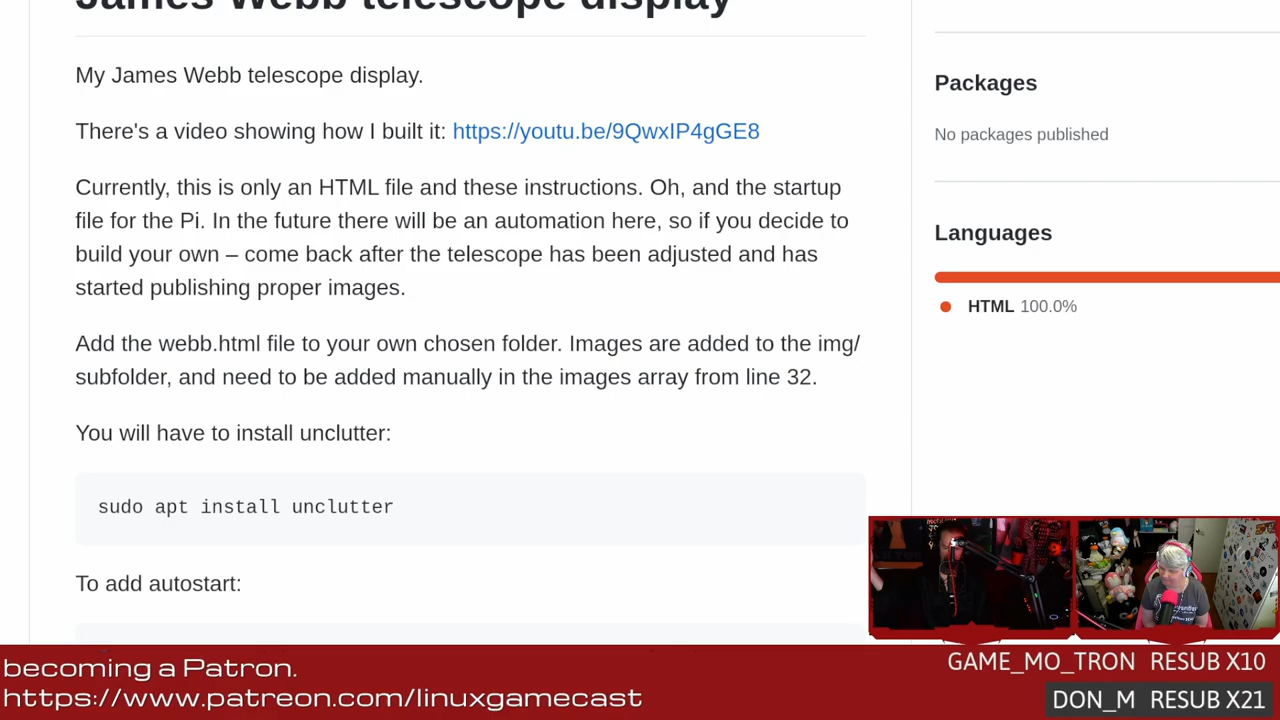 James Webb telescope display
My James Webb telescope display.
There's a video showing how I built it: https://youtu.be/9QwxIP4gGE8
Currently, this is only an HTML file and these instructions. Oh, and the startup
file for the Pi. In the future there will be an automation here, so if you decide to
build your own – come back after the telescope has been adjusted and has
started publishing proper images.
Add the webb.html file to your own chosen folder. Images are added to the img/
subfolder, and need to be added manually in the images array from line 32.
You will have to install unclutter:
sudo apt install unclutter
To add autostart:
Packages
No packages published
Languages
HTML 100.0%
becoming a Patron.
https://www.patreon.com/linuxgamecast
GAME_MO_TRON RESUB X10
DON_M RESUB X21